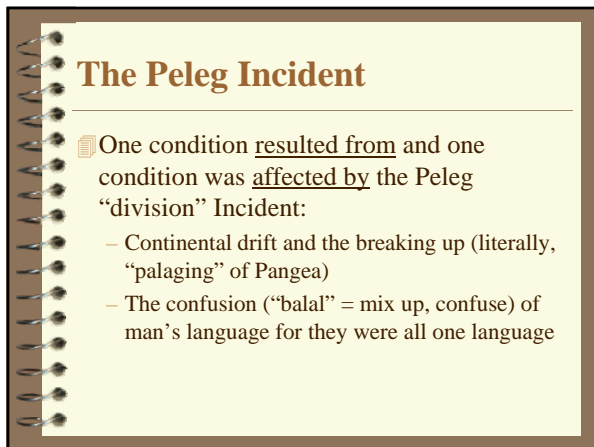 The Peleg Incident
One condition resulted from and one
condition was affected by the Peleg
“division” Incident:
– Continental drift and the breaking up (literally,
“palaging” of Pangea)
– The confusion (“balal” = mix up, confuse) of
man’s language for they were all one language